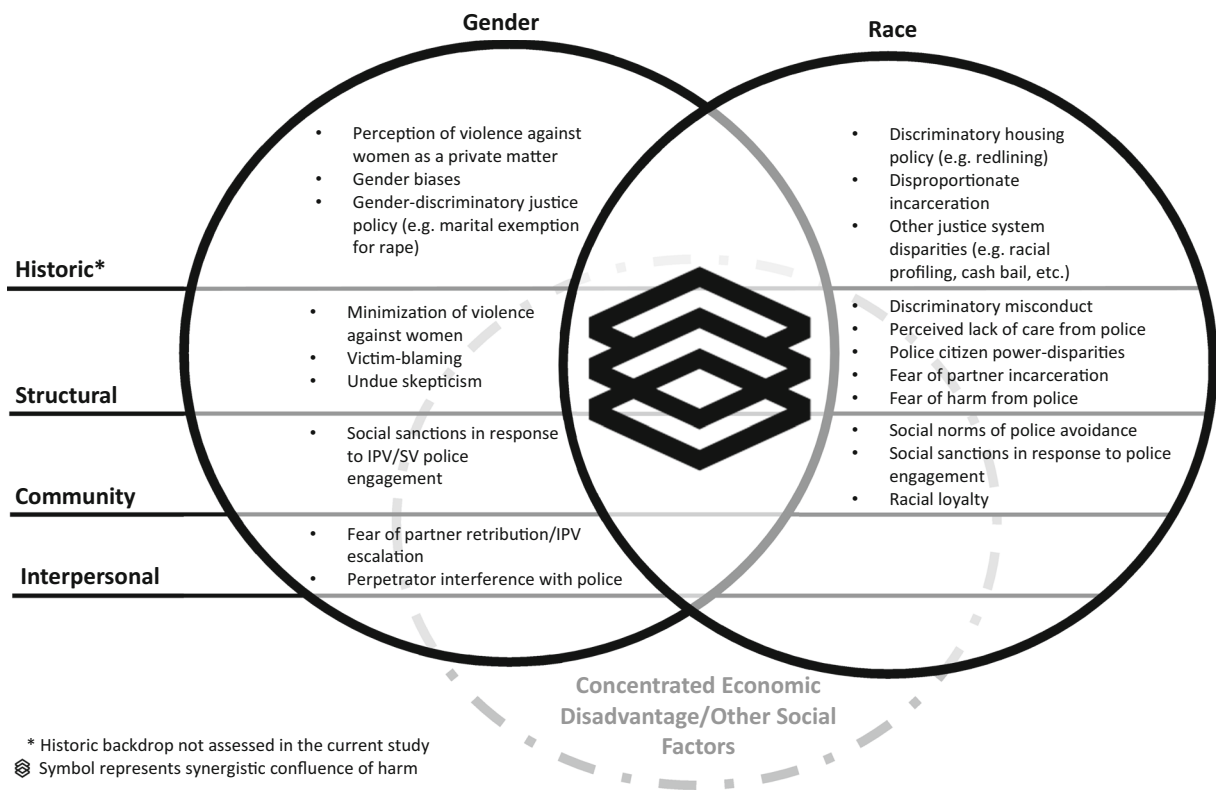 Gender
Race
• Perception of violence against
women as a private matter
• Gender biases
• Gender-discriminatory justice
policy (e.g. marital exemption
for rape)
• Discriminatory housing
policy (e.g. redlining)
• Disproportionate
incarceration
• Other justice system
disparities (e.g. racial
profiling, cash bail, etc.)
Historic*
• Minimization of violence
against women
• Victim-blaming
• Undue skepticism
• Discriminatory misconduct
• Perceived lack of care from police
• Police citizen power-disparities
• Fear of partner incarceration
• Fear of harm from police
Structural
• Social sanctions in response
to IPV/SV police
engagement
• Social norms of police avoidance
• Social sanctions in response to police
engagement
• Racial loyalty
Community
• Fear of partner retribution/IPV
escalation
• Perpetrator interference with police
Interpersonal
Concentrated Economic
Disadvantage/Other Social
Factors
* Historic backdrop not assessed in the current study
Symbol represents synergistic confluence of harm